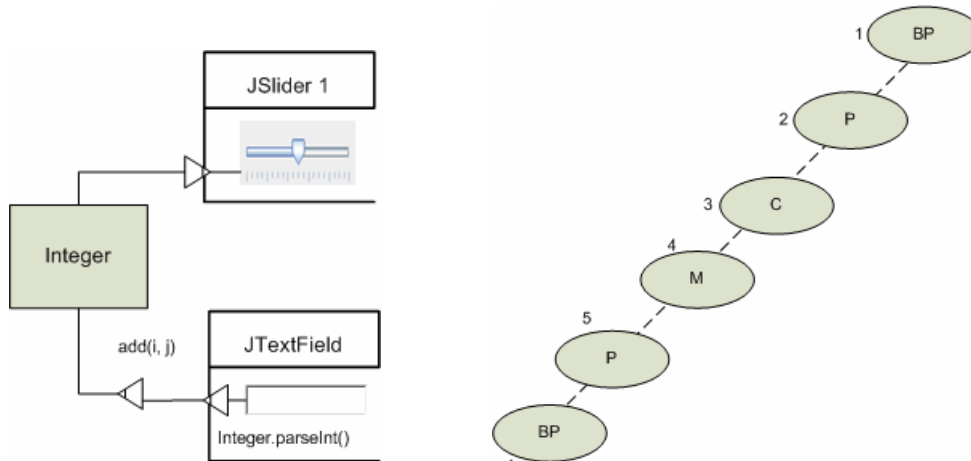 JSlider 1
Integer
add(i, j)
JTextField
Integer.parseInt()
1 BP
2 P
3 C
4 M
5 P
BP